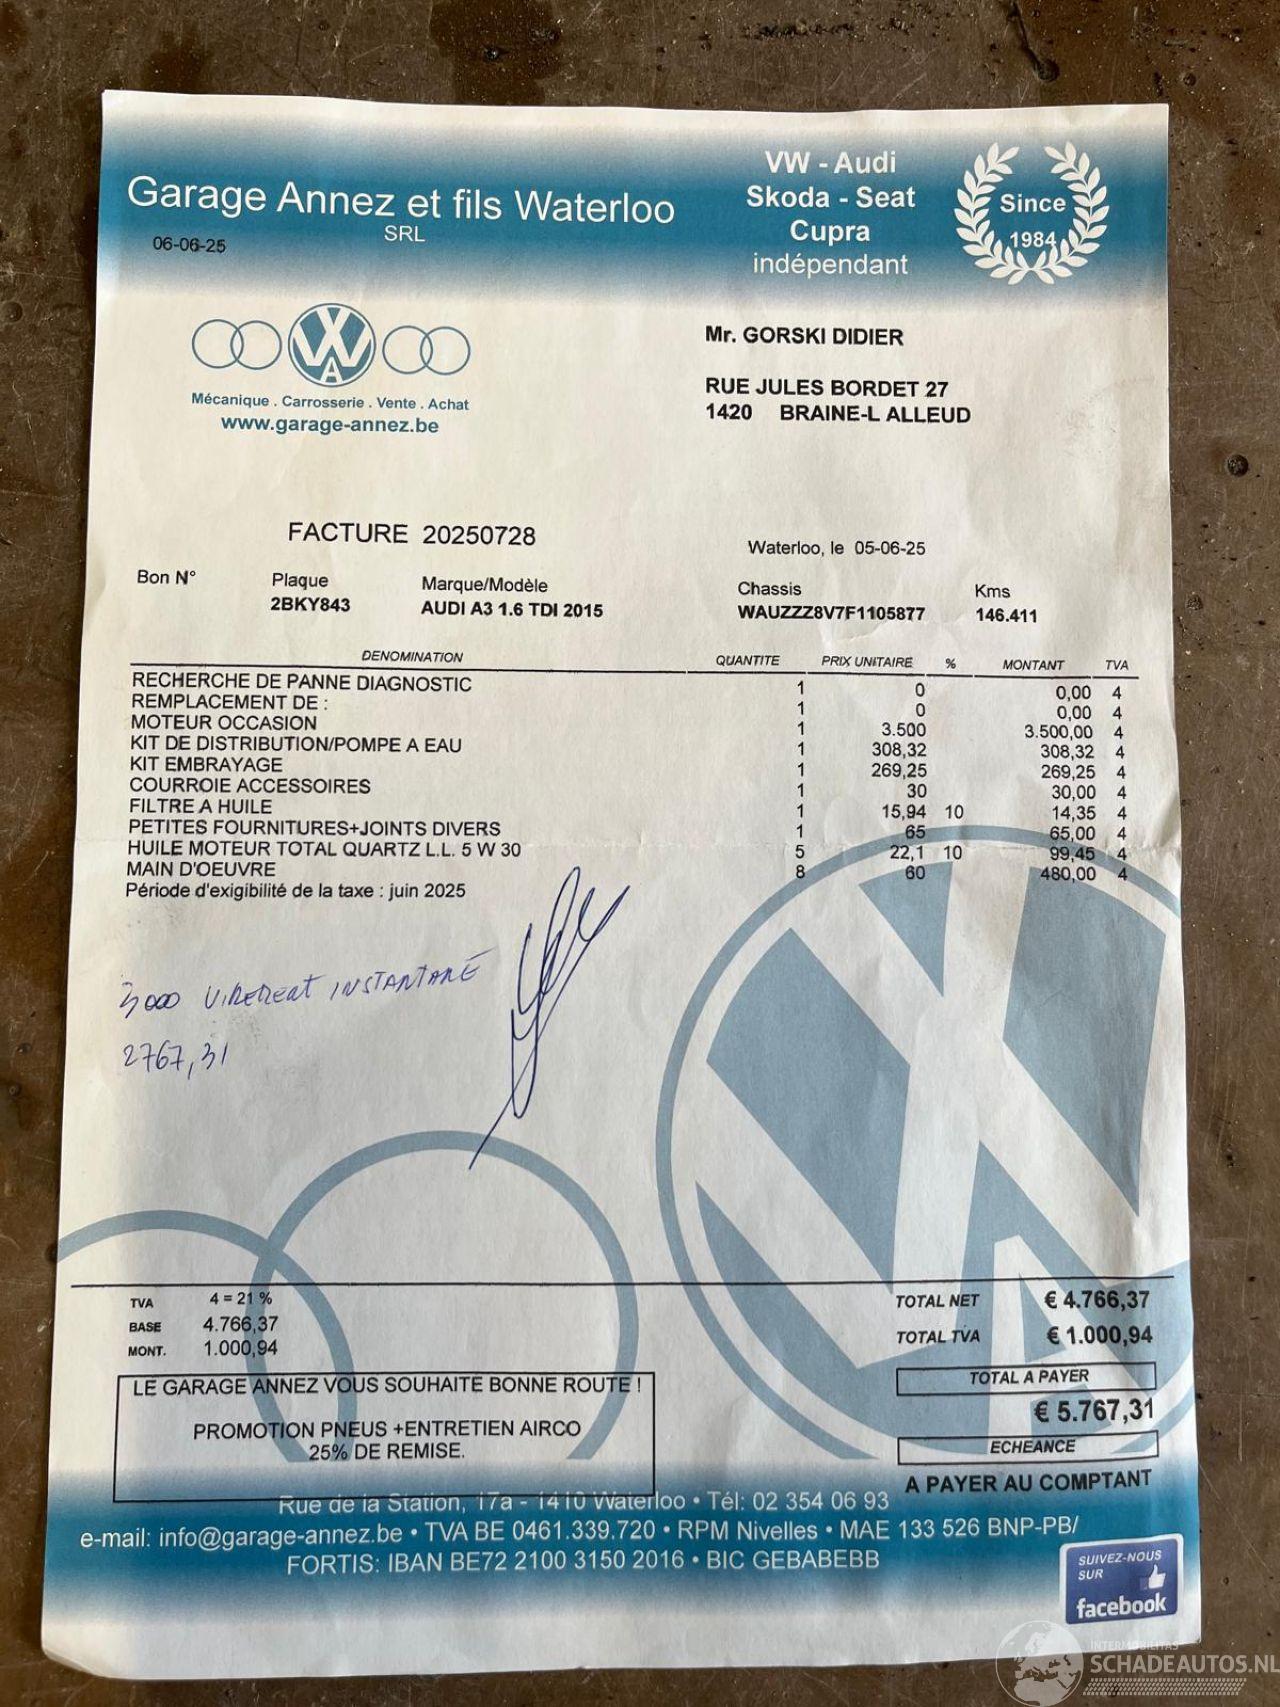 Garage Annez et fils Waterloo
SRL
06-06-25
VW - Audi
Skoda - Seat
Cupra
indépendant
Since
1984
Mécanique . Carrosserie . Vente . Achat
www.garage-annez.be
Mr. GORSKI DIDIER
RUE JULES BORDET 27
1420 BRAINE-L ALLEUD
FACTURE 20250728
Waterloo, le 05-06-25
Bon N° Plaque Marque/Modèle Chassis Kms
2BKY843 AUDI A3 1.6 TDI 2015 WAUZZZ8V7F1105877 146.411
DENOMINATION QUANTITE PRIX UNITAIRE % MONTANT TVA
RECHERCHE DE PANNE DIAGNOSTIC 1 0 0,00 4
REMPLACEMENT DE : 1 0 0,00 4
MOTEUR OCCASION 1 3.500 3.500,00 4
KIT DE DISTRIBUTION/POMPE A EAU 1 308,32 308,32 4
KIT EMBRAYAGE 1 269,25 269,25 4
COURROIE ACCESSOIRES 1 30 30,00 4
FILTRE A HUILE 1 15,94 10 14,35 4
PETITES FOURNITURES+JOINTS DIVERS 1 65 65,00 4
HUILE MOTEUR TOTAL QUARTZ L.L. 5 W 30 5 22,1 10 99,45 4
MAIN D'OEUVRE 8 60 480,00 4
Période d'exigibilité de la taxe : juin 2025
3000 VIREMENT INSTANTANÉ
2767,31
TVA 4 = 21 %
BASE 4.766,37
MONT. 1.000,94
TOTAL NET € 4.766,37
TOTAL TVA € 1.000,94
TOTAL A PAYER
€ 5.767,31
ECHEANCE
A PAYER AU COMPTANT
LE GARAGE ANNEZ VOUS SOUHAITE BONNE ROUTE !
PROMOTION PNEUS +ENTRETIEN AIRCO
25% DE REMISE.
Rue de la Station, 17a - 1410 Waterloo • Tél: 02 354 06 93
e-mail: info@garage-annez.be • TVA BE 0461.339.720 • RPM Nivelles • MAE 133 526 BNP-PB/
FORTIS: IBAN BE72 2100 3150 2016 • BIC GEBABEBB
SUIVEZ-NOUS
SUR
facebook
INTERMOBILITAS
SCHADEAUTOS.NL